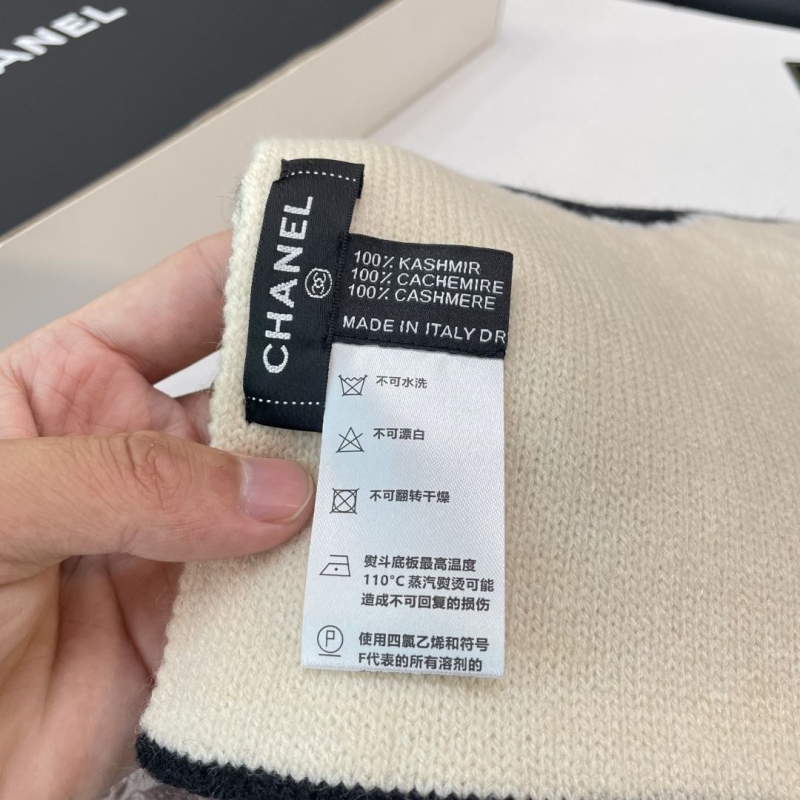 CHANEL
CHANEL
100% KASHMIR
100% CACHEMIRE
100% CASHMERE
MADE IN ITALY DR
不可水洗
不可漂白
不可翻转干燥
熨斗底板最高温度
110°C 蒸汽熨烫可能
造成不可回复的损伤
P
使用四氯乙烯和符号
F代表的所有溶剂的